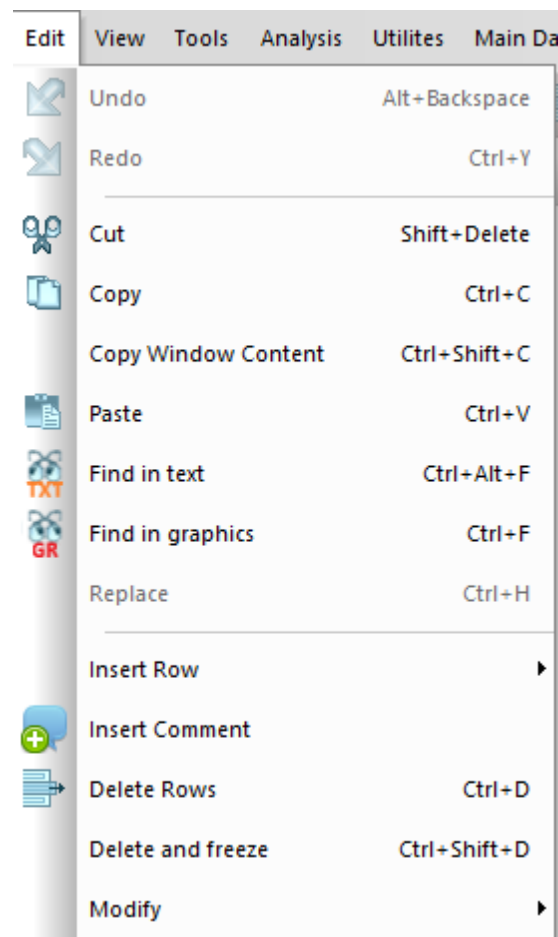 Edit View Tools Analysis Utilites Main Da
Undo Alt+Backspace
Redo Ctrl+Y
Cut Shift+Delete
Copy Ctrl+C
Copy Window Content Ctrl+Shift+C
Paste Ctrl+V
TXT Find in text Ctrl+Alt+F
GR Find in graphics Ctrl+F
Replace Ctrl+H
Insert Row
Insert Comment
Delete Rows Ctrl+D
Delete and freeze Ctrl+Shift+D
Modify